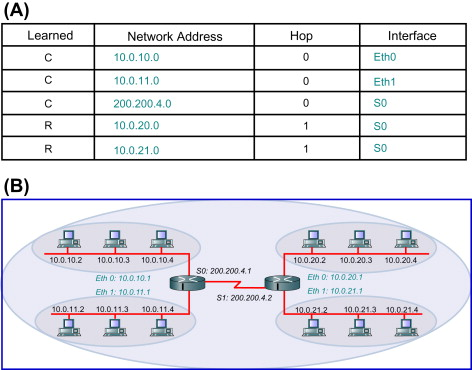 (A)
Learned Network Address Hop Interface
C 10.0.10.0 0 Eth0
C 10.0.11.0 0 Eth1
C 200.200.4.0 0 S0
R 10.0.20.0 1 S0
R 10.0.21.0 1 S0
(B)
10.0.10.2 10.0.10.3 10.0.10.4 10.0.20.2 10.0.20.3 10.0.20.4
S0: 200.200.4.1
Eth 0: 10.0.10.1 Eth 0: 10.0.20.1
Eth 1: 10.0.11.1 Eth 1: 10.0.21.1
S1: 200.200.4.2
10.0.11.2 10.0.11.3 10.0.11.4 10.0.21.2 10.0.21.3 10.0.21.4